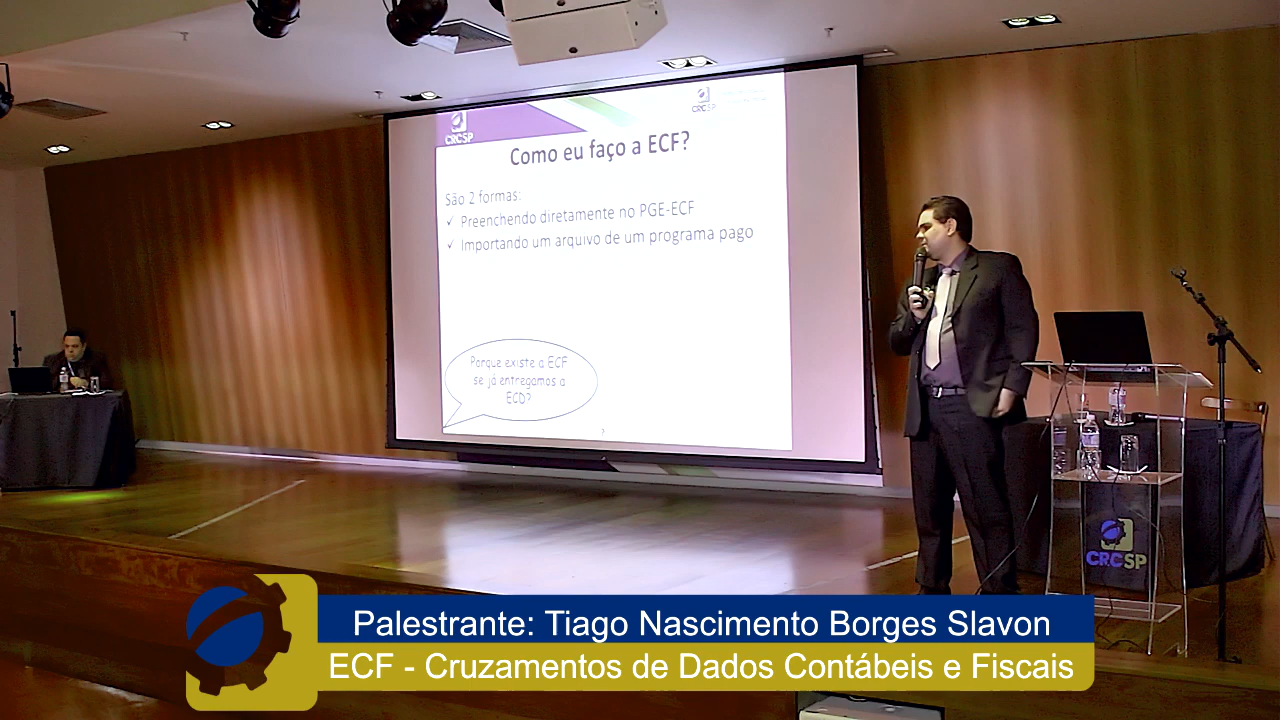 CRCSP
CRCSP
Como eu faço a ECF?
São 2 formas:
✓ Preenchendo diretamente no PGE-ECF
✓ Importando um arquivo de um programa pago
Porque existe a ECF
se já entregamos a
ECD?
CRCSP
Palestrante: Tiago Nascimento Borges Slavon
ECF - Cruzamentos de Dados Contábeis e Fiscais